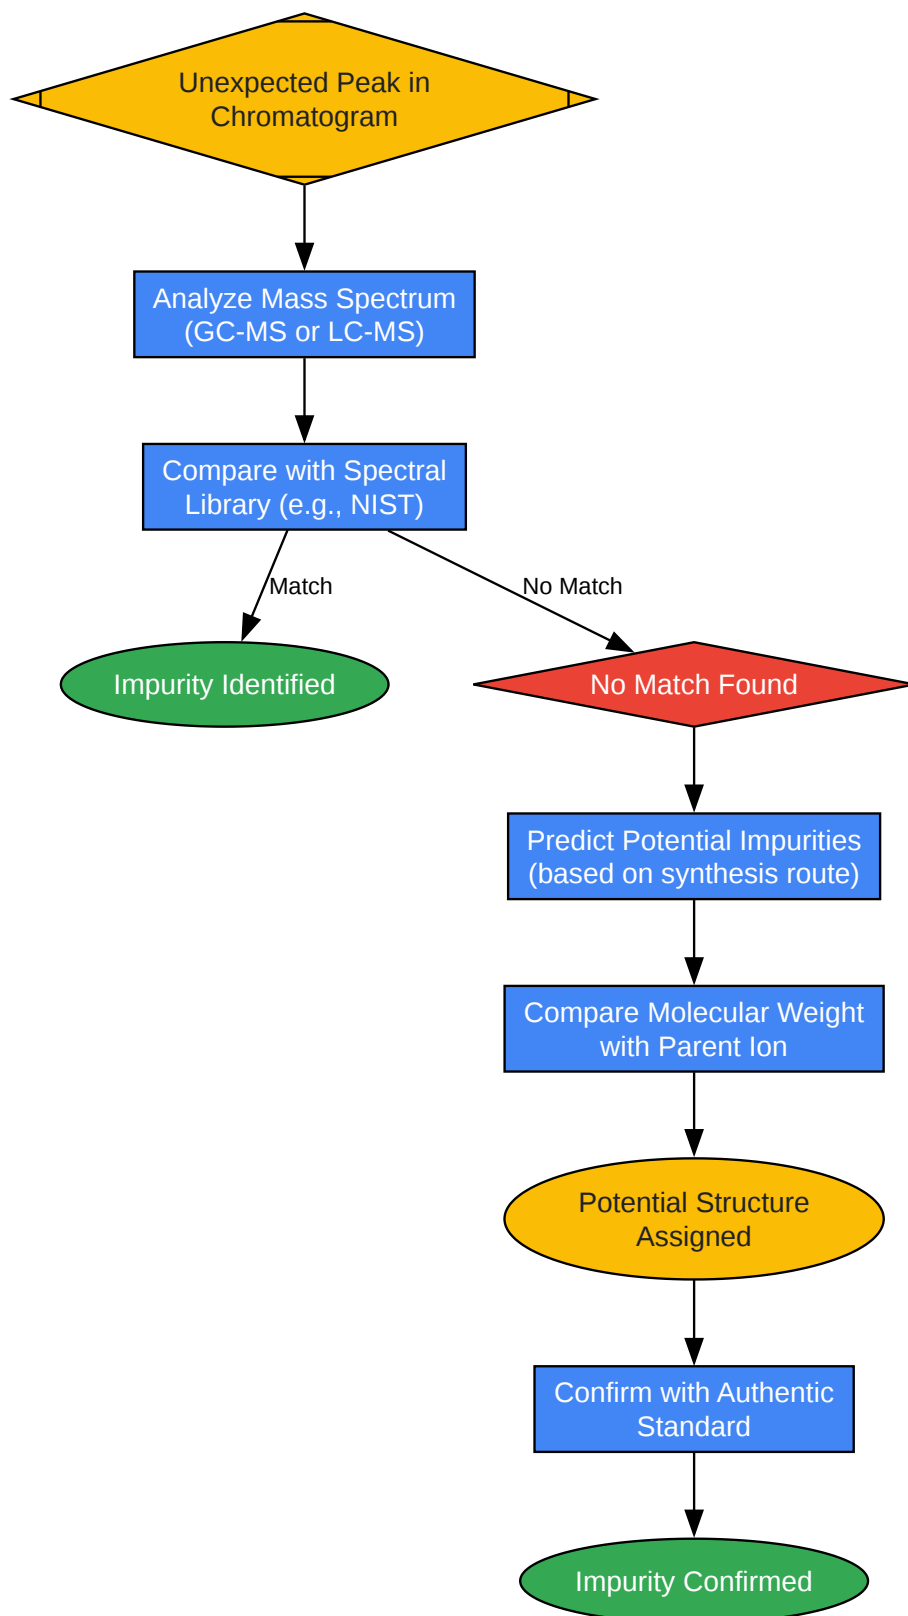 Unexpected Peak in
Chromatogram
Analyze Mass Spectrum
(GC-MS or LC-MS)
Compare with Spectral
Library (e.g., NIST)
Match
No Match
Impurity Identified
No Match Found
Predict Potential Impurities
(based on synthesis route)
Compare Molecular Weight
with Parent Ion
Potential Structure
Assigned
Confirm with Authentic
Standard
Impurity Confirmed